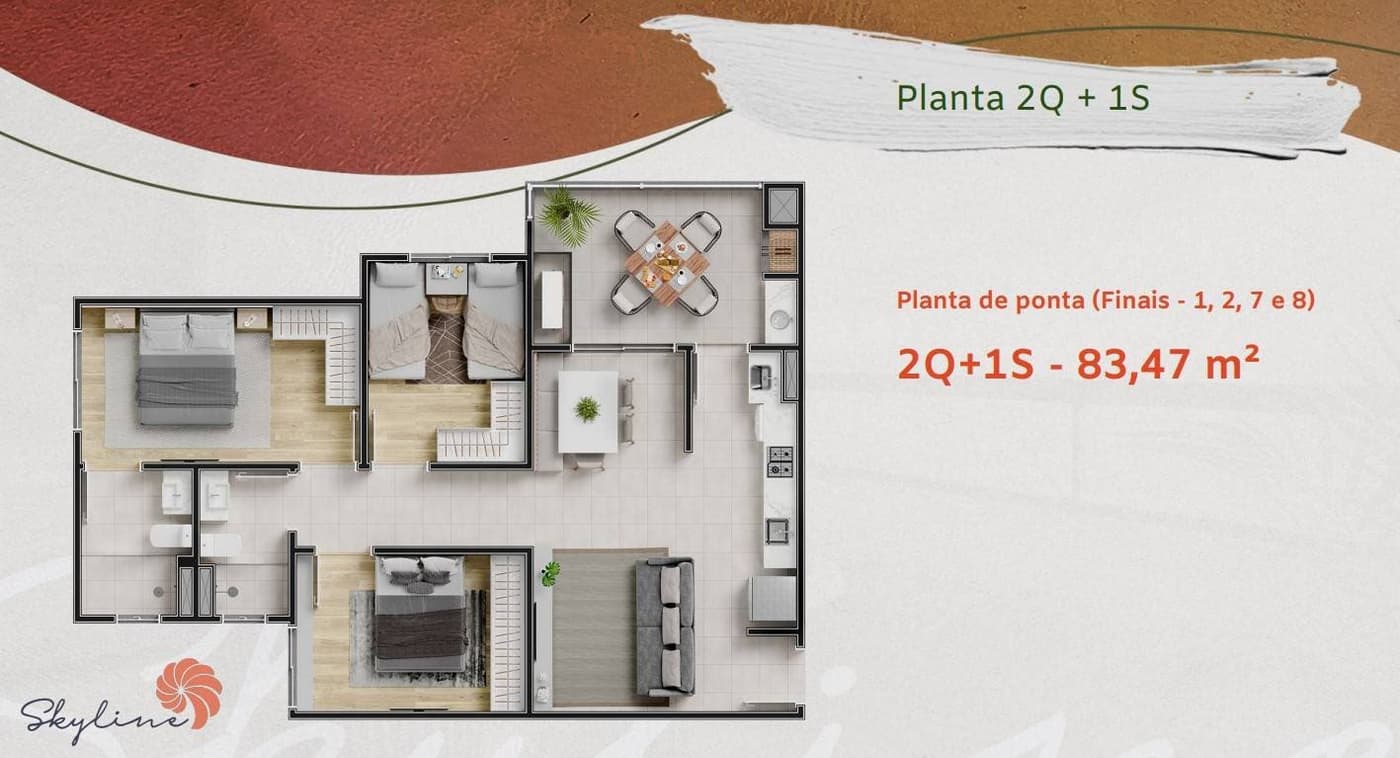 Planta 2Q + 1S
Planta de ponta (Finais - 1, 2, 7 e 8)
2Q+1S - 83,47 m²
Skyline